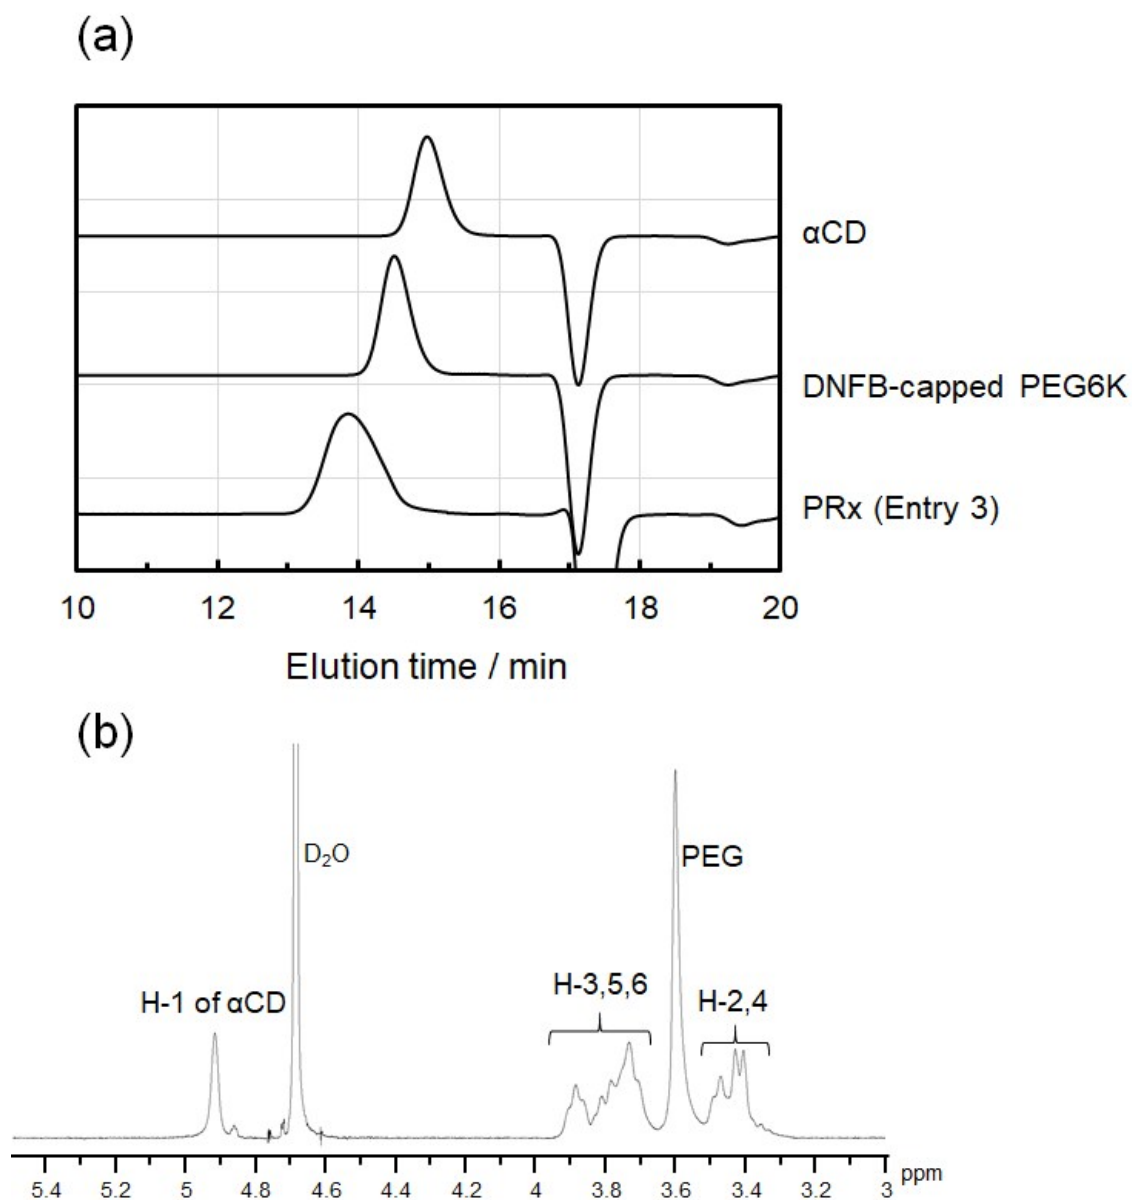 (a)
αCD
DNFB-capped PEG6K
PRx (Entry 3)
10 12 14 16 18 20
Elution time / min
(b)
D₂O
PEG
H-1 of αCD
H-3,5,6
H-2,4
5.4 5.2 5 4.8 4.6 4.4 4.2 4 3.8 3.6 3.4 3.2 3 ppm